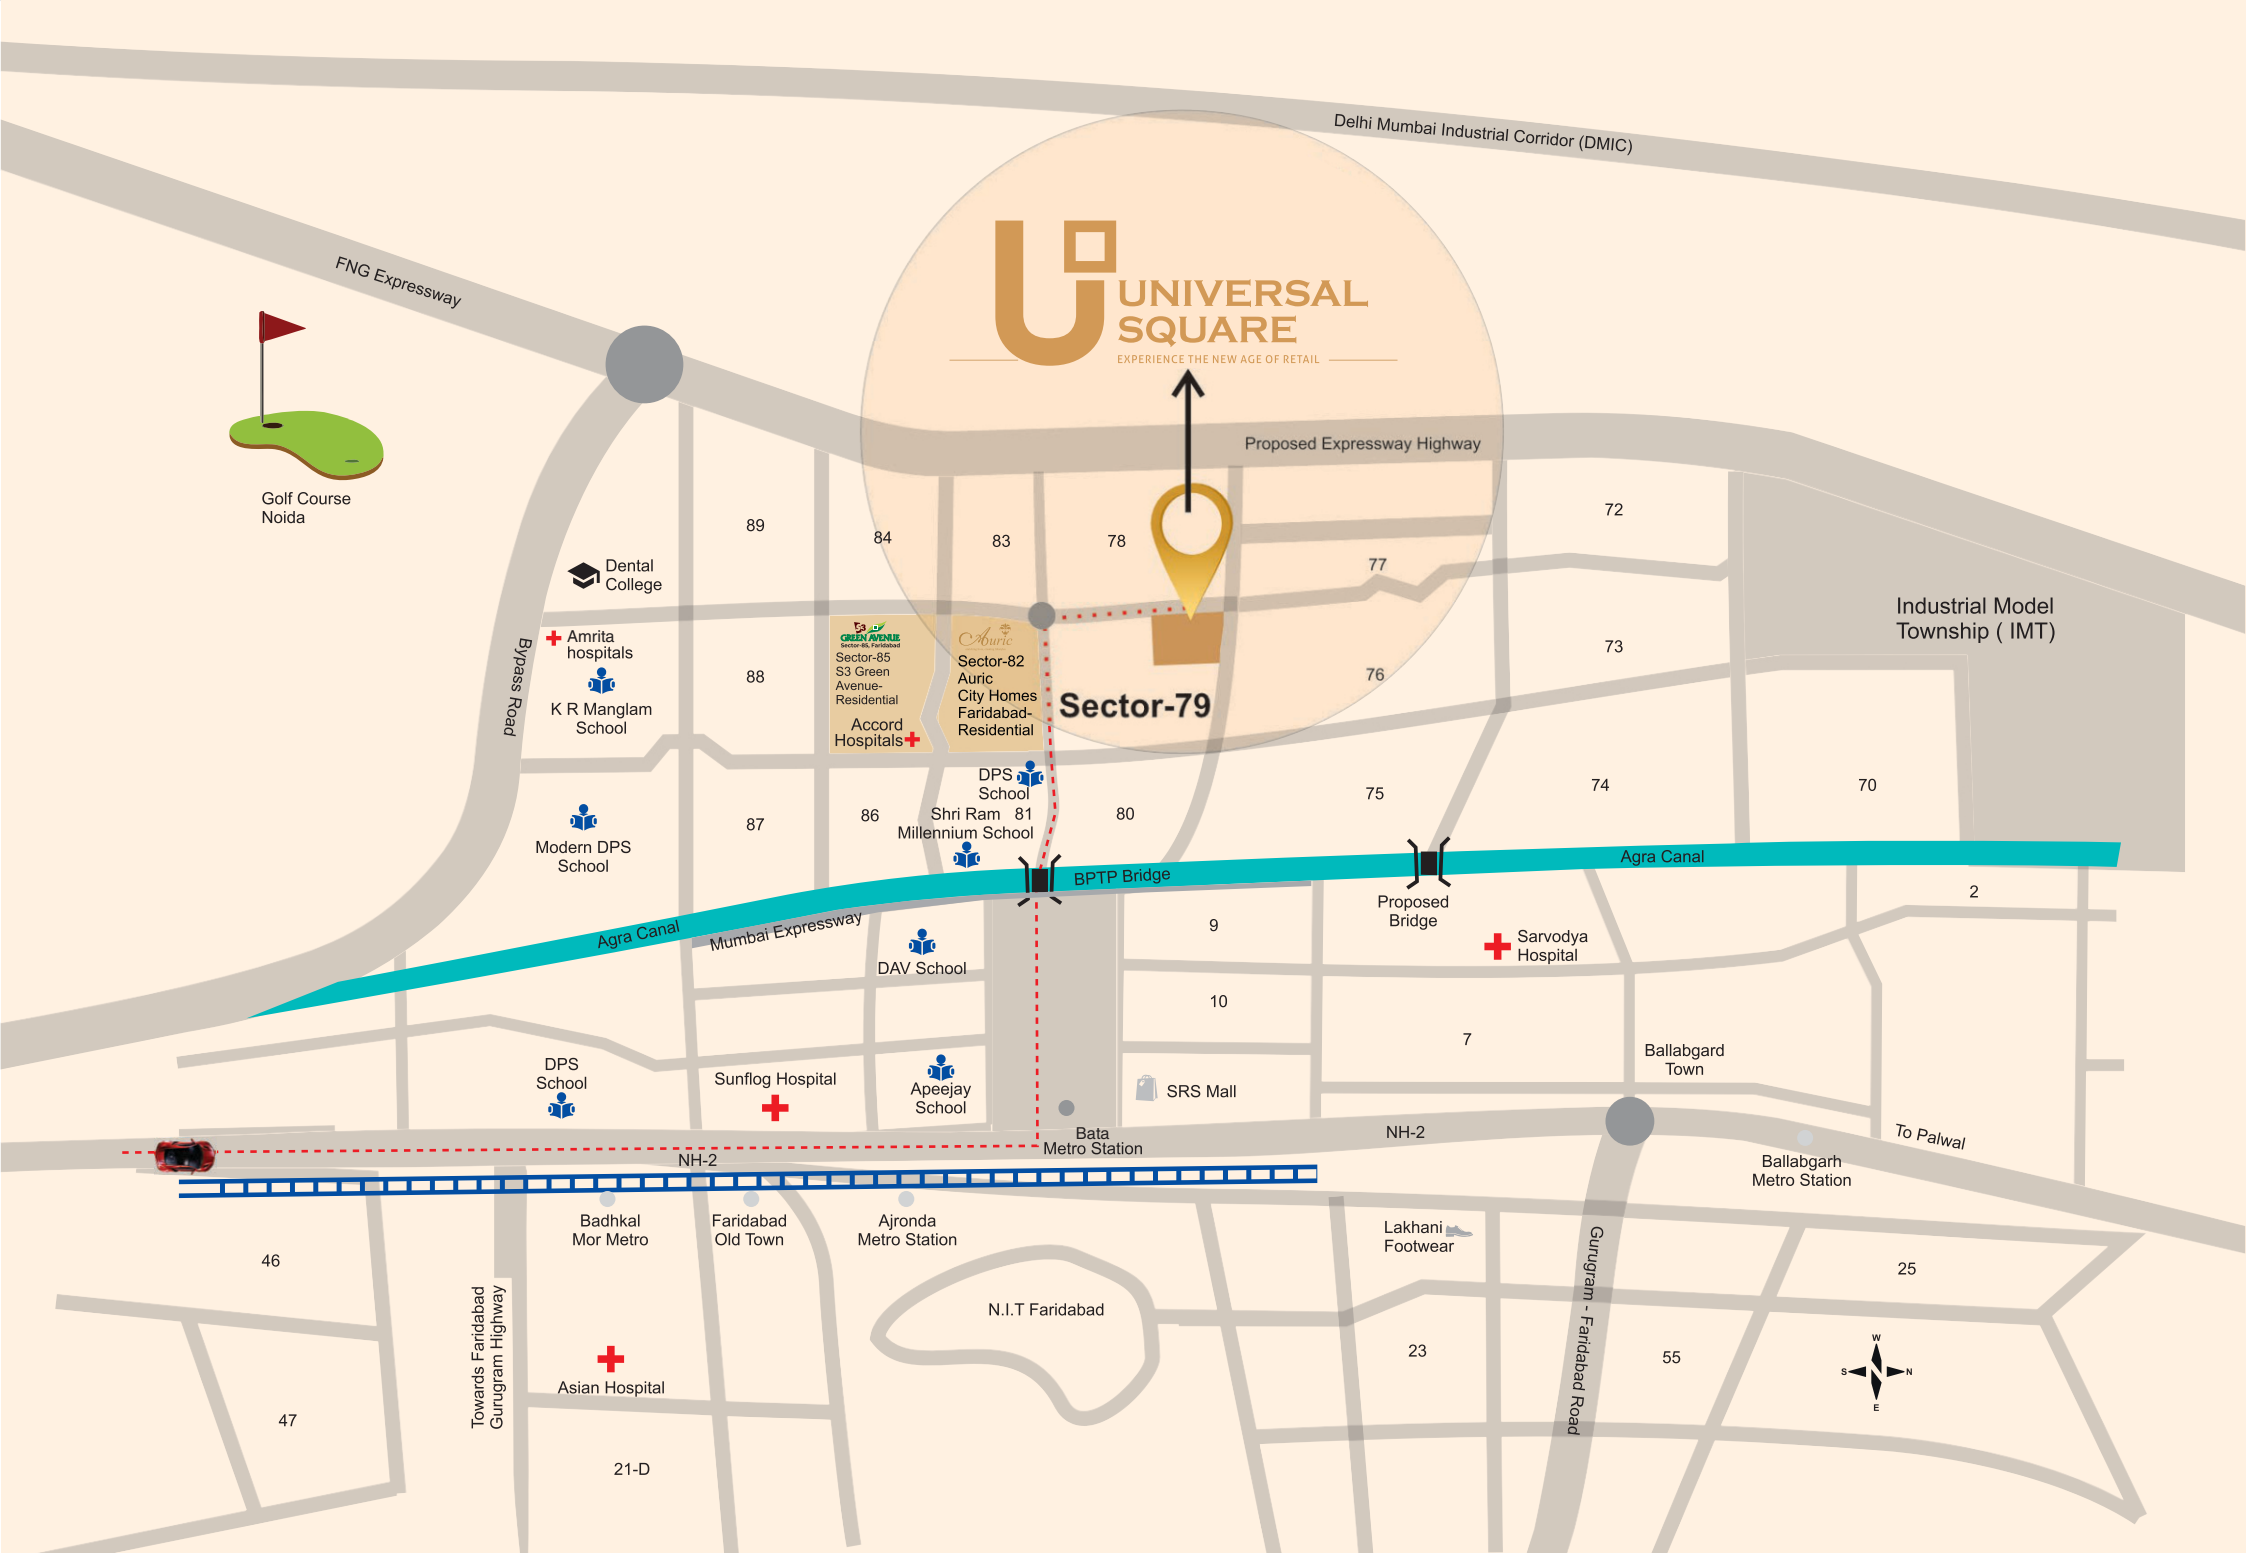 Delhi Mumbai Industrial Corridor (DMIC)
FNG Expressway
UNIVERSAL
SQUARE
EXPERIENCE THE NEW AGE OF RETAIL
Proposed Expressway Highway
Golf Course
Noida
89
84
83
78
77
72
Dental
College
Industrial Model
Township ( IMT)
Bypass Road
Amrita
hospitals
K R Manglam
School
88
S3
GREEN AVENUE
Sector-85, Faridabad
Sector-85
S3 Green
Avenue-
Residential
Accord
Hospitals
Auric
Sector-82
Auric
City Homes
Faridabad-
Residential
Sector-79
76
73
DPS
School
Shri Ram 81
Millennium School
Modern DPS
School
87
86
80
75
74
70
Agra Canal
BPTP Bridge
Agra Canal
Mumbai Expressway
Proposed
Bridge
2
9
DAV School
Sarvodya
Hospital
10
7
Ballabgard
Town
DPS
School
Sunflog Hospital
Apeejay
School
SRS Mall
Bata
Metro Station
NH-2
NH-2
To Palwal
Ballabgarh
Metro Station
Badhkal
Mor Metro
Faridabad
Old Town
Ajronda
Metro Station
Lakhani
Footwear
46
Towards Faridabad
Gurugram Highway
N.I.T Faridabad
Gurugram - Faridabad Road
25
23
55
W
S
N
E
Asian Hospital
47
21-D